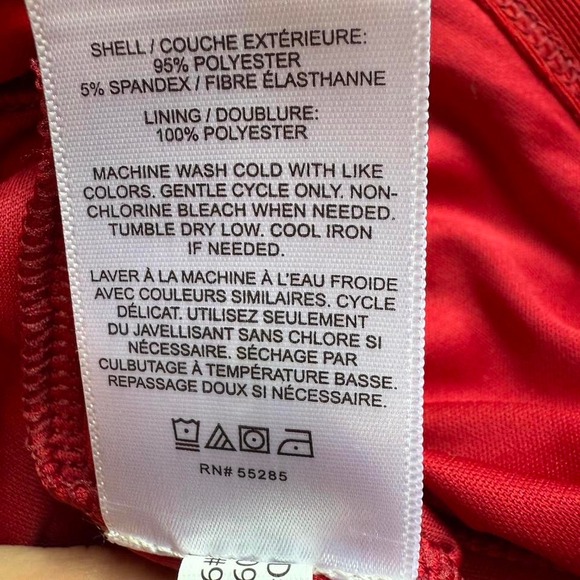 SHELL / COUCHE EXTÉRIEURE:
95% POLYESTER
5% SPANDEX / FIBRE ÉLASTHANNE
LINING / DOUBLURE:
100% POLYESTER
MACHINE WASH COLD WITH LIKE
COLORS. GENTLE CYCLE ONLY. NON-
CHLORINE BLEACH WHEN NEEDED.
TUMBLE DRY LOW. COOL IRON
IF NEEDED.
LAVER À LA MACHINE À L'EAU FROIDE
AVEC COULEURS SIMILAIRES. CYCLE
DÉLICAT. UTILISEZ SEULEMENT
DU JAVELLISANT SANS CHLORE SI
NÉCESSAIRE. SÉCHAGE PAR
CULBUTAGE À TEMPÉRATURE BASSE.
REPASSAGE DOUX SI NÉCESSAIRE.
RN# 55285